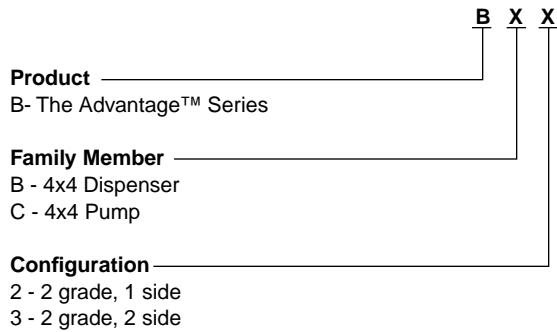 B X X
Product
B- The Advantage™ Series
Family Member
B - 4x4 Dispenser
C - 4x4 Pump
Configuration
2 - 2 grade, 1 side
3 - 2 grade, 2 side